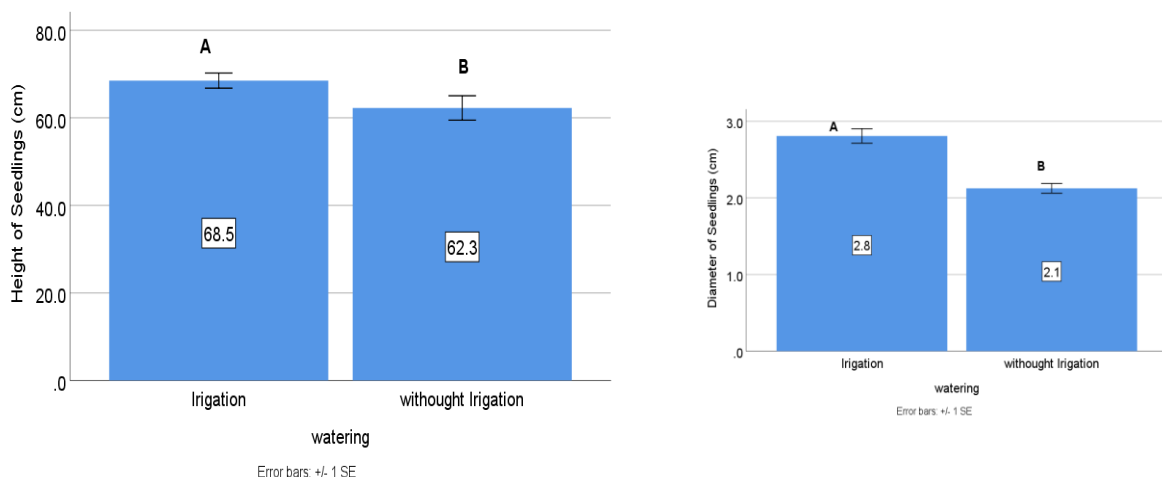 Height of Seedlings (cm)
80.0
60.0
40.0
20.0
.0
A
B
68.5
62.3
Irigation
withought Irigation
watering
Error bars: +/- 1 SE
Diameter of Seedlings (cm)
3.0
2.0
1.0
.0
A
B
2.8
2.1
Irigation
withought Irigation
watering
Error bars: +/- 1 SE